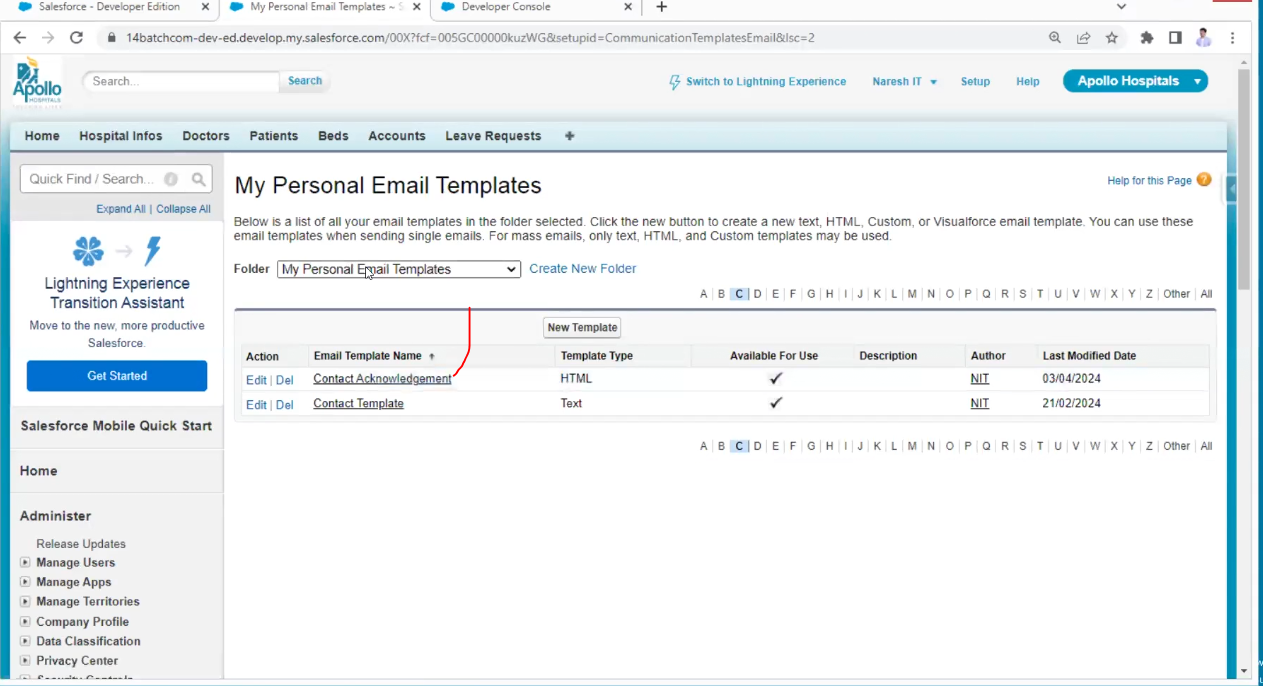 Salesforce - Developer Edition
My Personal Email Templates ~ S
Developer Console
14batchcom-dev-ed.develop.my.salesforce.com/00X?fcf=005GC00000kuzWG&setupid=CommunicationTemplatesEmail&lsc=2
Apollo
HOSPITALS
Search...
Search
Switch to Lightning Experience
Naresh IT
Setup
Help
Apollo Hospitals
Home
Hospital Infos
Doctors
Patients
Beds
Accounts
Leave Requests
Quick Find / Search...
Expand All | Collapse All
Lightning Experience
Transition Assistant
Move to the new, more productive
Salesforce.
Get Started
Salesforce Mobile Quick Start
Home
Administer
Release Updates
Manage Users
Manage Apps
Manage Territories
Company Profile
Data Classification
Privacy Center
Security Controls
My Personal Email Templates
Help for this Page
Below is a list of all your email templates in the folder selected. Click the new button to create a new text, HTML, Custom, or Visualforce email template. You can use these
email templates when sending single emails. For mass emails, only text, HTML, and Custom templates may be used.
Folder My Personal Email Templates Create New Folder
A | B | C | D | E | F | G | H | I | J | K | L | M | N | O | P | Q | R | S | T | U | V | W | X | Y | Z | Other | All
New Template
Action Email Template Name Template Type Available For Use Description Author Last Modified Date
Edit | Del Contact Acknowledgement HTML NIT 03/04/2024
Edit | Del Contact Template Text NIT 21/02/2024
A | B | C | D | E | F | G | H | I | J | K | L | M | N | O | P | Q | R | S | T | U | V | W | X | Y | Z | Other | All